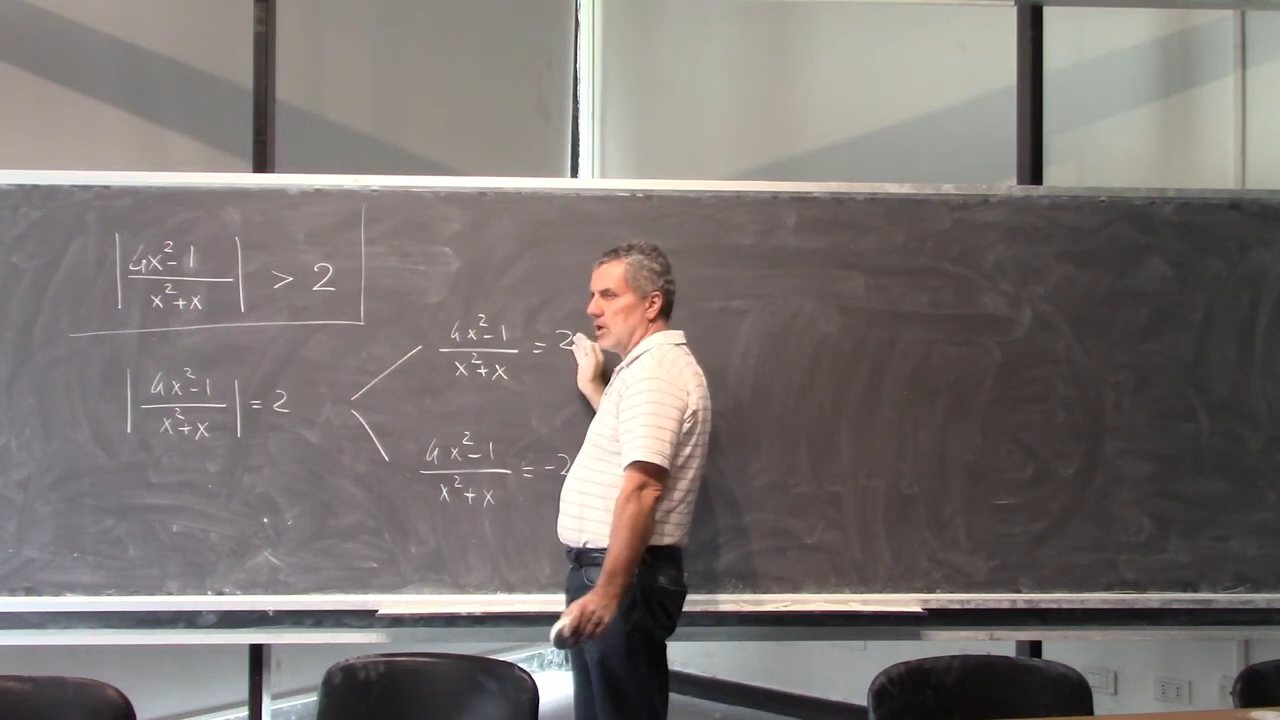 |(4x²-1)/(x²+x)| > 2
|(4x²-1)/(x²+x)| = 2
(4x²-1)/(x²+x) = 2
(4x²-1)/(x²+x) = -2